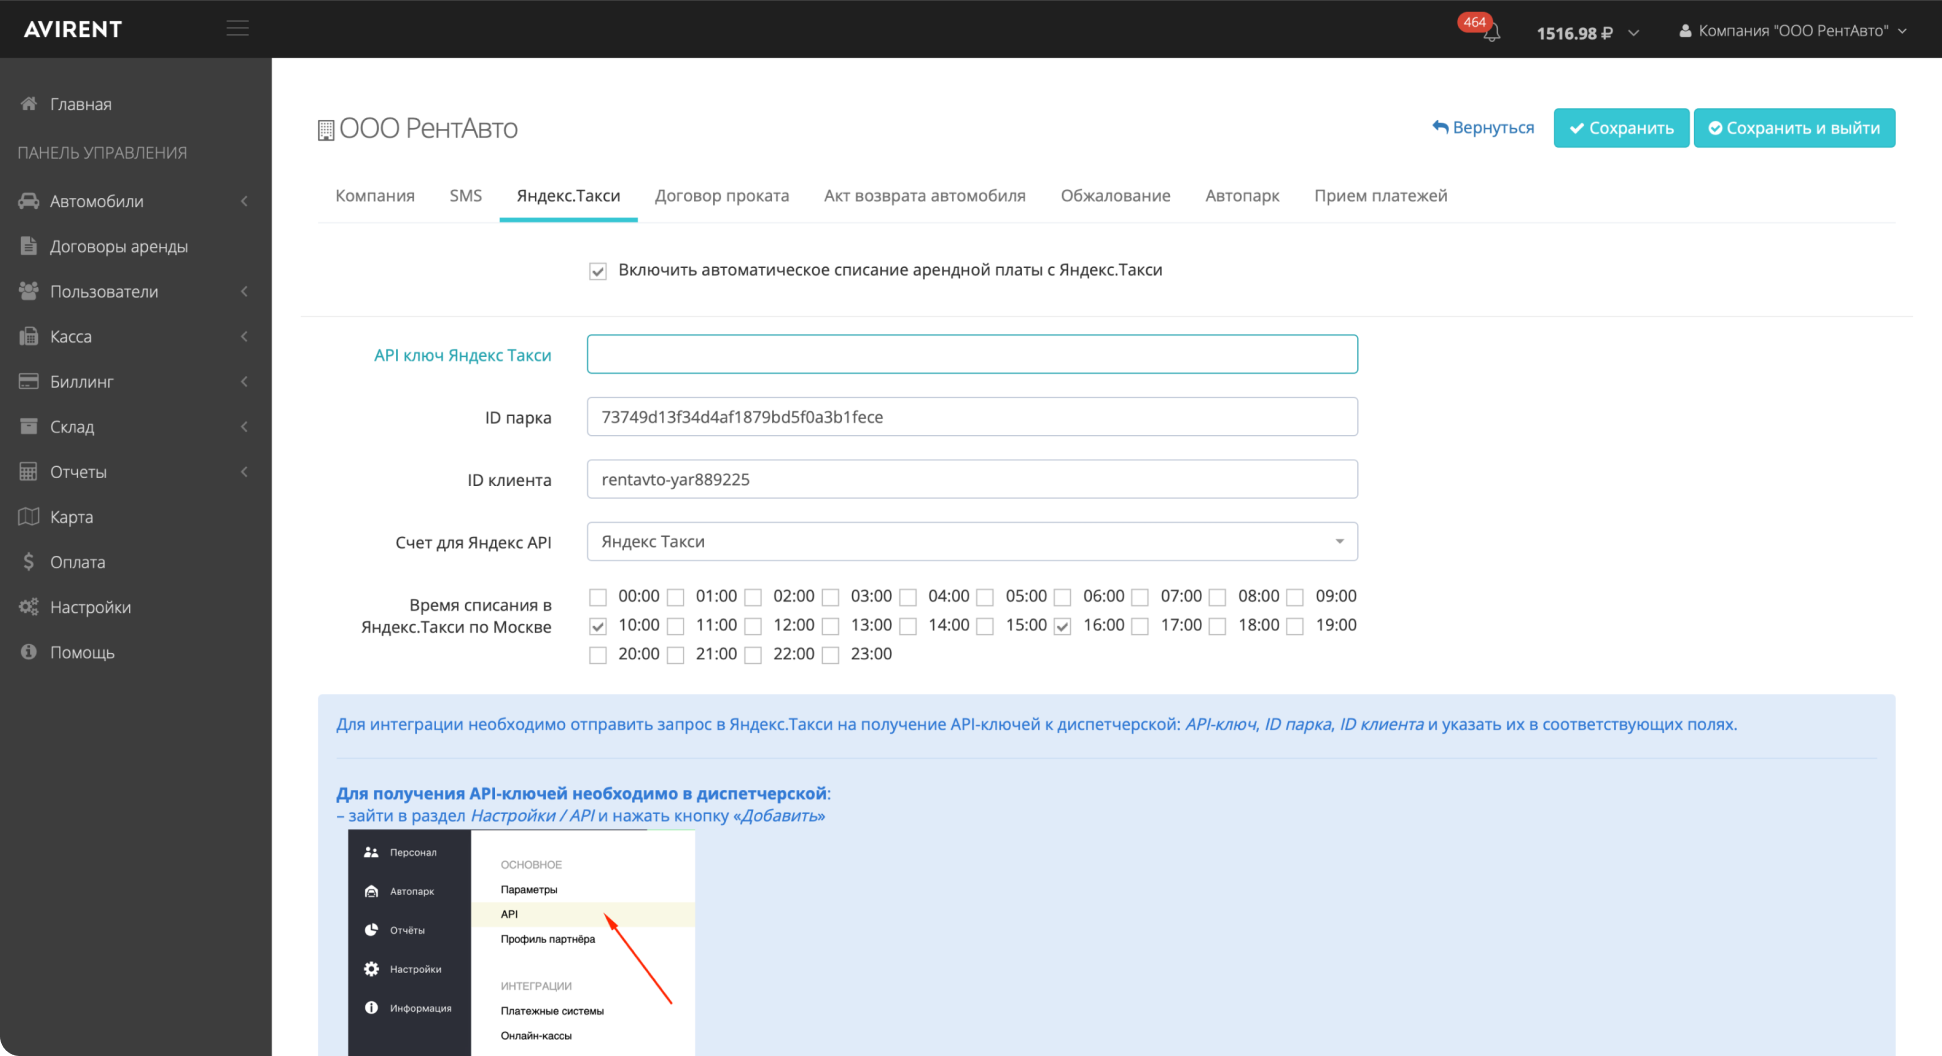 AVIRENT
464
1516.98 ₽
Компания "ООО РентАвто"
Главная
ПАНЕЛЬ УПРАВЛЕНИЯ
Автомобили
Договоры аренды
Пользователи
Касса
Биллинг
Склад
Отчеты
Карта
Оплата
Настройки
Помощь
ООО РентАвто
Вернуться
Сохранить
Сохранить и выйти
Компания SMS Яндекс.Такси Договор проката Акт возврата автомобиля Обжалование Автопарк Прием платежей
Включить автоматическое списание арендной платы с Яндекс.Такси
API ключ Яндекс Такси
ID парка 73749d13f34d4af1879bd5f0a3b1fece
ID клиента rentavto-yar889225
Счет для Яндекс API Яндекс Такси
Время списания в
Яндекс.Такси по Москве
00:00 01:00 02:00 03:00 04:00 05:00 06:00 07:00 08:00 09:00
10:00 11:00 12:00 13:00 14:00 15:00 16:00 17:00 18:00 19:00
20:00 21:00 22:00 23:00
Для интеграции необходимо отправить запрос в Яндекс.Такси на получение API-ключей к диспетчерской: API-ключ, ID парка, ID клиента и указать их в соответствующих полях.
Для получения API-ключей необходимо в диспетчерской:
– зайти в раздел Настройки / API и нажать кнопку «Добавить»
Персонал
Автопарк
Отчёты
Настройки
Информация
ОСНОВНОЕ
Параметры
API
Профиль партнёра
ИНТЕГРАЦИИ
Платежные системы
Онлайн-кассы